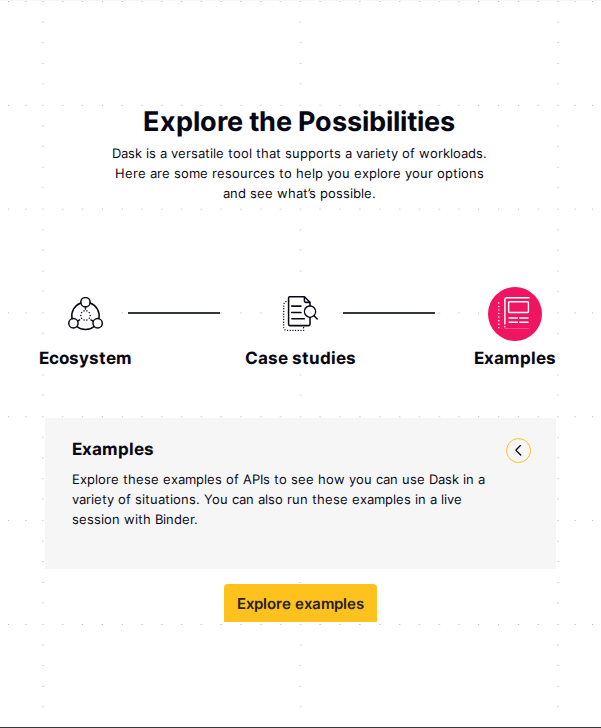 Explore the Possibilities
Dask is a versatile tool that supports a variety of workloads.
Here are some resources to help you explore your options
and see what's possible.
Ecosystem
Case studies
Examples
Examples
Explore these examples of APIs to see how you can use Dask in a
variety of situations. You can also run these examples in a live
session with Binder.
Explore examples